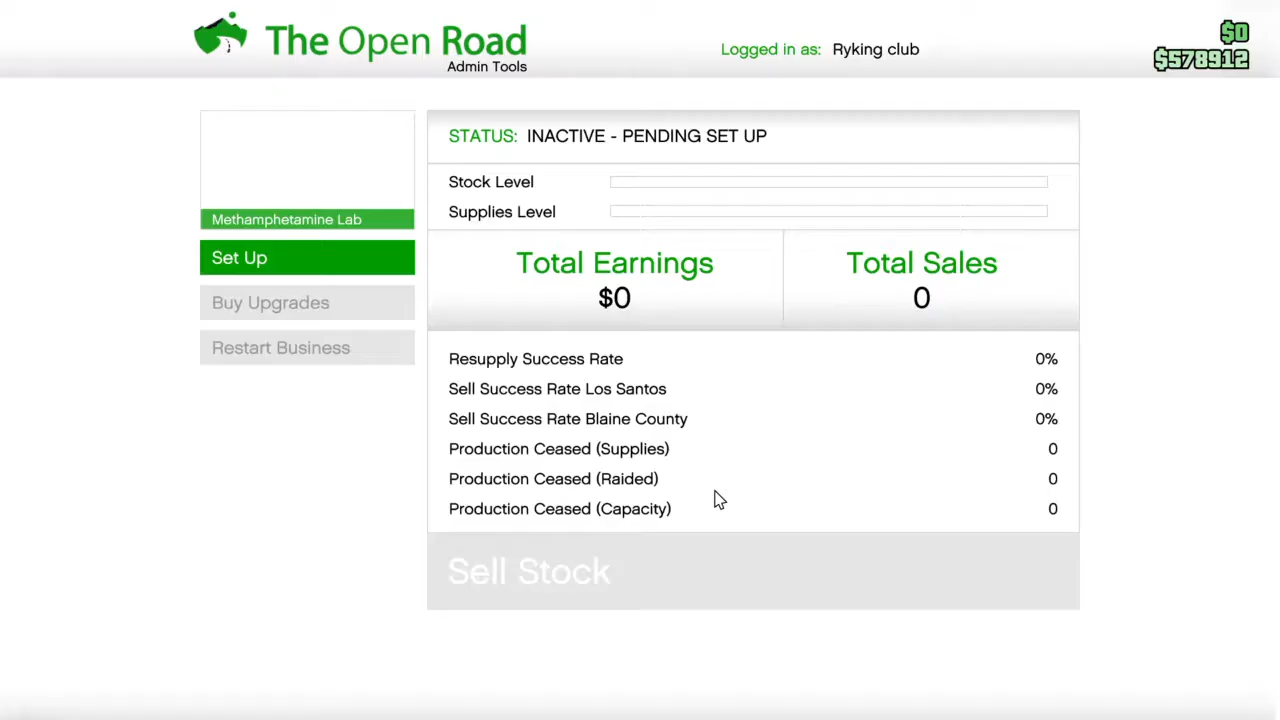 The Open Road
Admin Tools
Logged in as: Ryking club
$0
$578912
Methamphetamine Lab
Set Up
Buy Upgrades
Restart Business
STATUS: INACTIVE - PENDING SET UP
Stock Level
Supplies Level
Total Earnings
$0
Total Sales
0
Resupply Success Rate 0%
Sell Success Rate Los Santos 0%
Sell Success Rate Blaine County 0%
Production Ceased (Supplies) 0
Production Ceased (Raided) 0
Production Ceased (Capacity) 0
Sell Stock